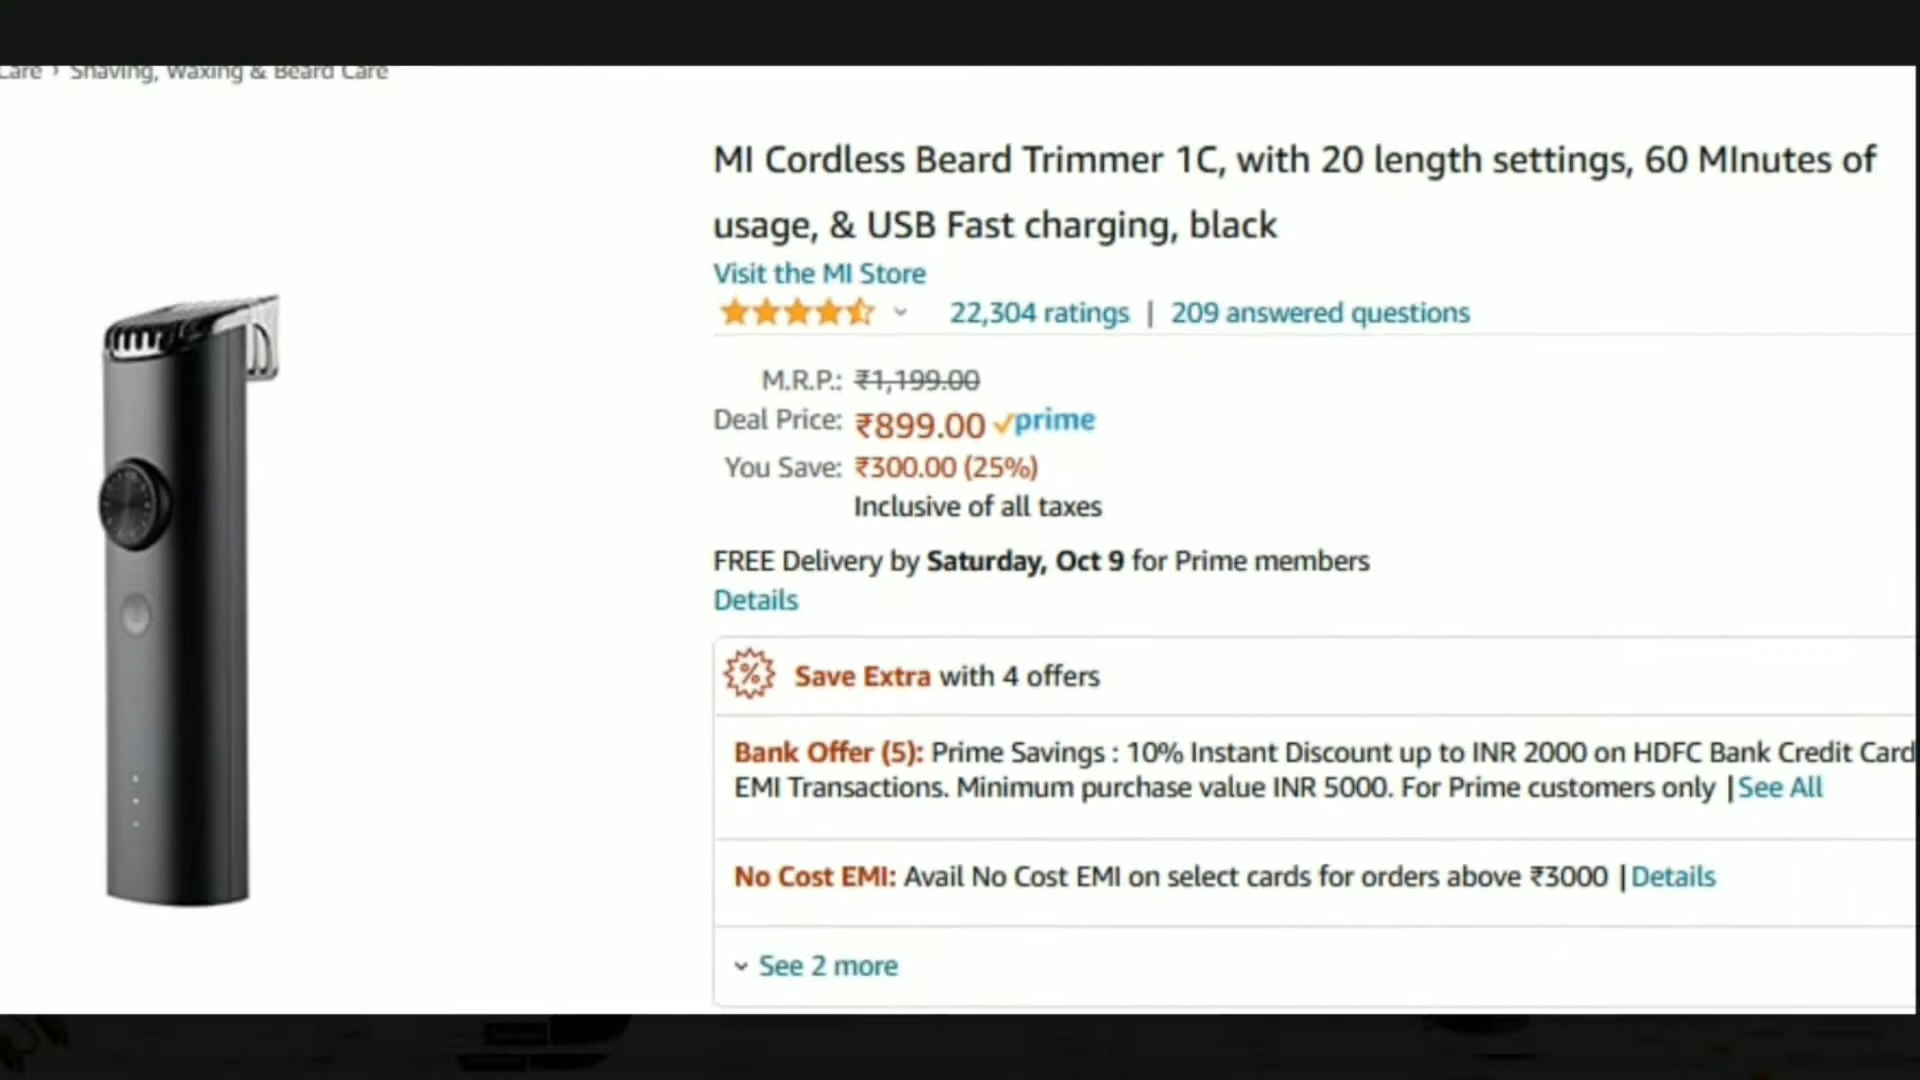 Care › Shaving, Waxing & Beard Care
MI Cordless Beard Trimmer 1C, with 20 length settings, 60 MInutes of
usage, & USB Fast charging, black
Visit the MI Store
22,304 ratings | 209 answered questions
M.R.P.: ₹1,199.00
Deal Price: ₹899.00 prime
You Save: ₹300.00 (25%)
Inclusive of all taxes
FREE Delivery by Saturday, Oct 9 for Prime members
Details
% Save Extra with 4 offers
Bank Offer (5): Prime Savings : 10% Instant Discount up to INR 2000 on HDFC Bank Credit Card
EMI Transactions. Minimum purchase value INR 5000. For Prime customers only | See All
No Cost EMI: Avail No Cost EMI on select cards for orders above ₹3000 | Details
See 2 more